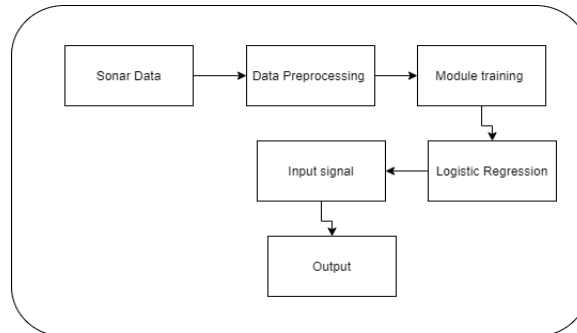 Sonar Data
Data Preprocessing
Module training
Logistic Regression
Input signal
Output